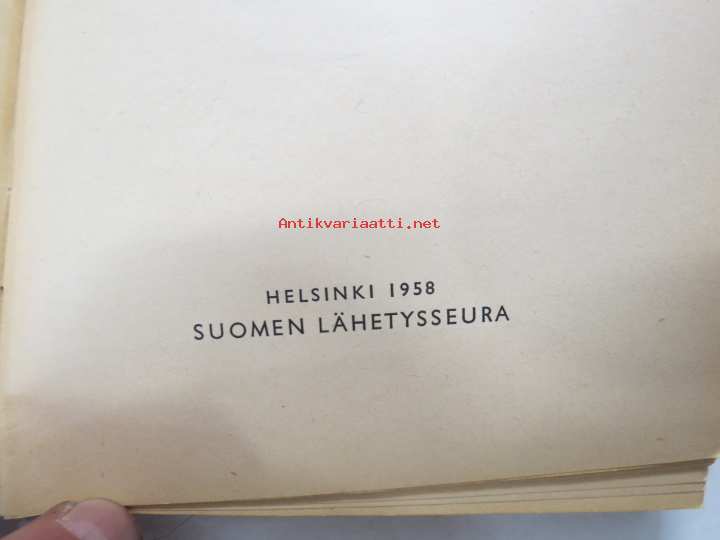 Antikvariaatti.net
HELSINKI 1958
SUOMEN LÄHETYSSEURA